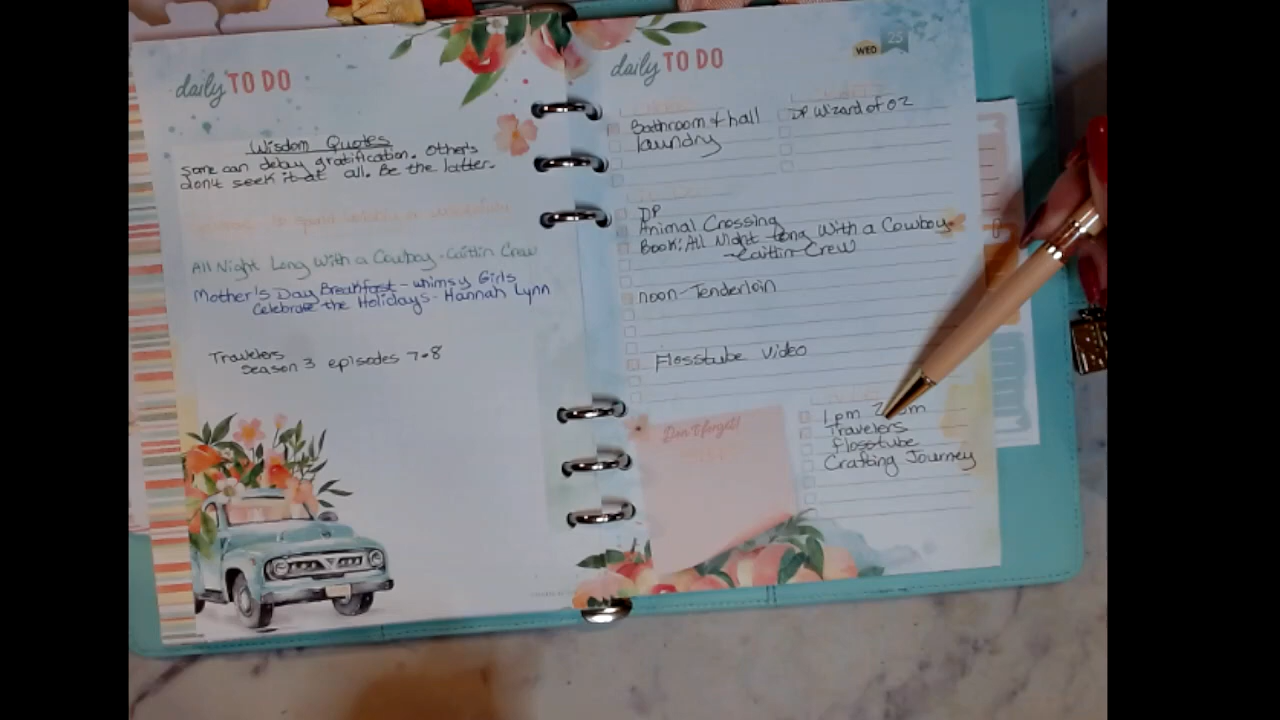 daily TO DO
Wisdom Quotes
Some can delay gratification. Others
don't seek it at all. Be the latter.
All Night Long With a Cowboy - Caitlin Crew
Mother's Day Breakfast - Whimsy Girls
Celebrate the Holidays - Hannah Lynn
Travelers
Season 3 episodes 7+8
daily TO DO
WED 25
Bathroom & hall
laundry
DP Wizard of OZ
DP
Animal Crossing
Book: All Night Long With a Cowboy
- Caitlin Crew
noon - Tenderloin
Flosstube Video
Don't forget!
1pm
Travelers
Flosstube
Crafting Journey